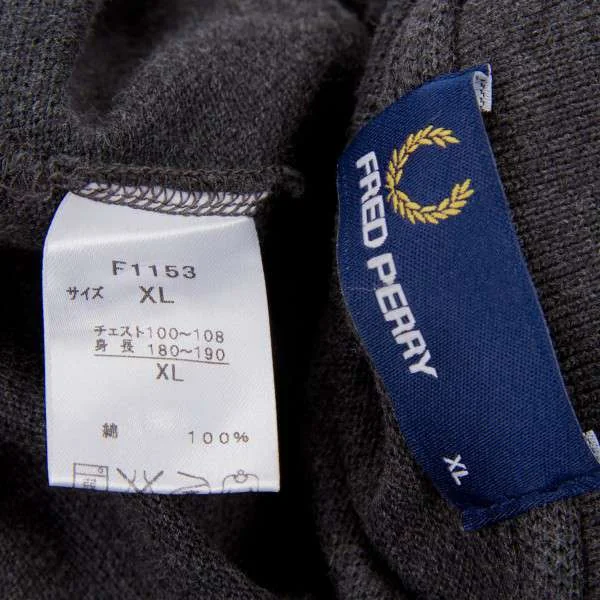 F1153
サイズ XL
チェスト100〜108
身長 180〜190
XL
綿 100%
FRED PERRY
XL